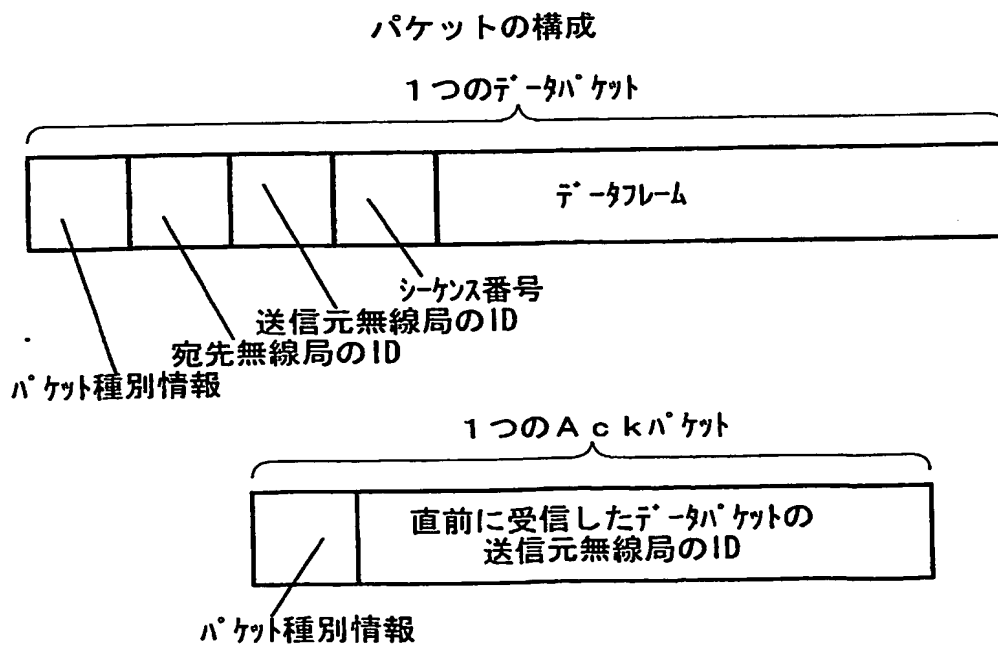 パケットの構成
1つのﾃﾞｰﾀﾊﾟｹｯﾄ
ﾃﾞｰﾀﾌﾚｰﾑ
ｼｰｹﾝｽ番号
送信元無線局のID
宛先無線局のID
ﾊﾟｹｯﾄ種別情報
1つのＡｃｋﾊﾟｹｯﾄ
直前に受信したﾃﾞｰﾀﾊﾟｹｯﾄの
送信元無線局のID
ﾊﾟｹｯﾄ種別情報